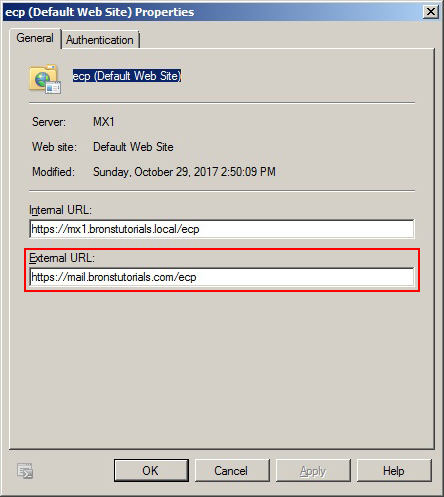 ecp (Default Web Site) Properties
General
Authentication
ecp (Default Web Site)
Server: MX1
Web site: Default Web Site
Modified: Sunday, October 29, 2017 2:50:09 PM
Internal URL:
https://mx1.bronstutorials.local/ecp
External URL:
https://mail.bronstutorials.com/ecp
OK Cancel Apply Help